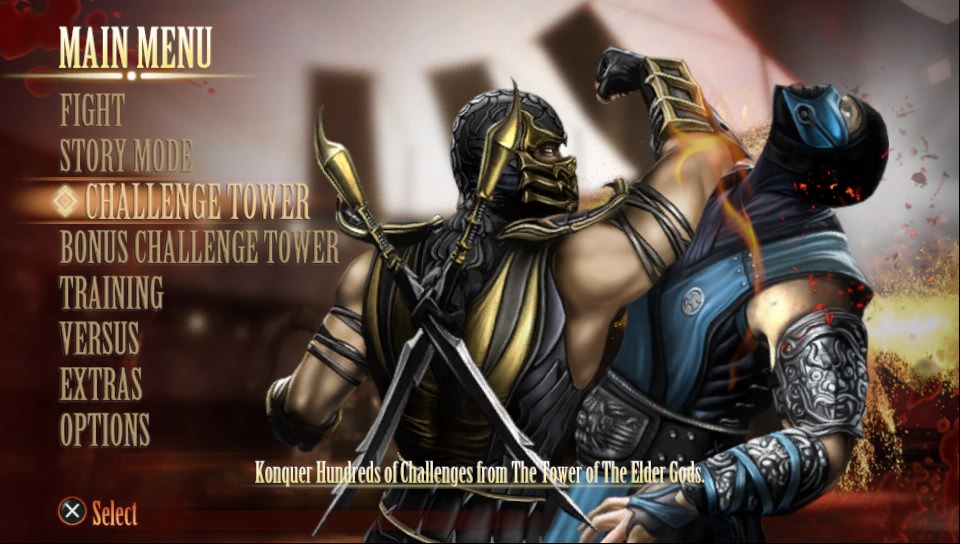 MAIN MENU
FIGHT
STORY MODE
CHALLENGE TOWER
BONUS CHALLENGE TOWER
TRAINING
VERSUS
EXTRAS
OPTIONS
Konquer Hundreds of Challenges from The Tower of The Elder Gods.
Select